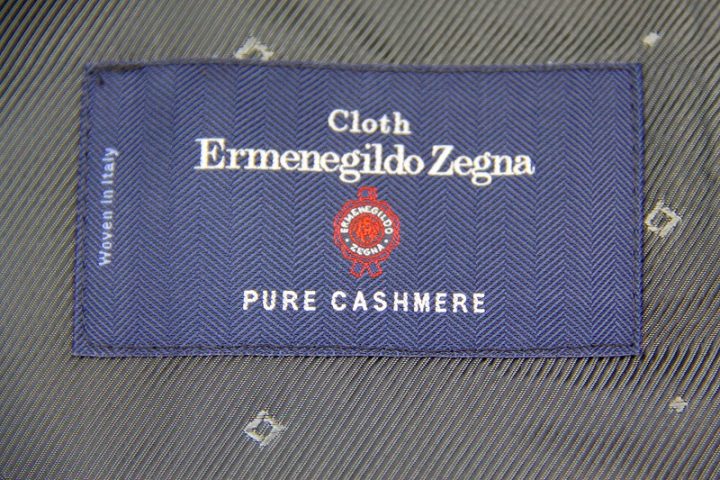 Cloth
Ermenegildo Zegna
Woven in Italy
ERMENEGILDO
ZEGNA
PURE CASHMERE